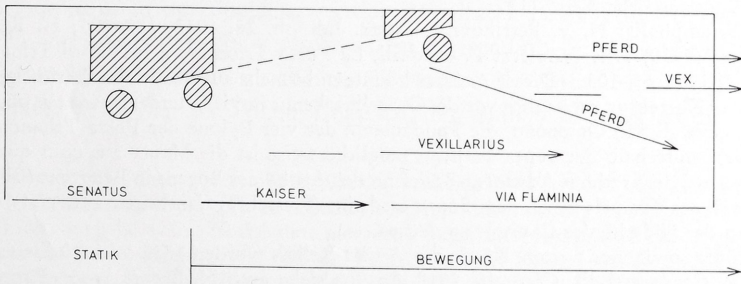 PFERD
VEX.
PFERD
VEXILLARIUS
SENATUS KAISER VIA FLAMINIA
STATIK BEWEGUNG